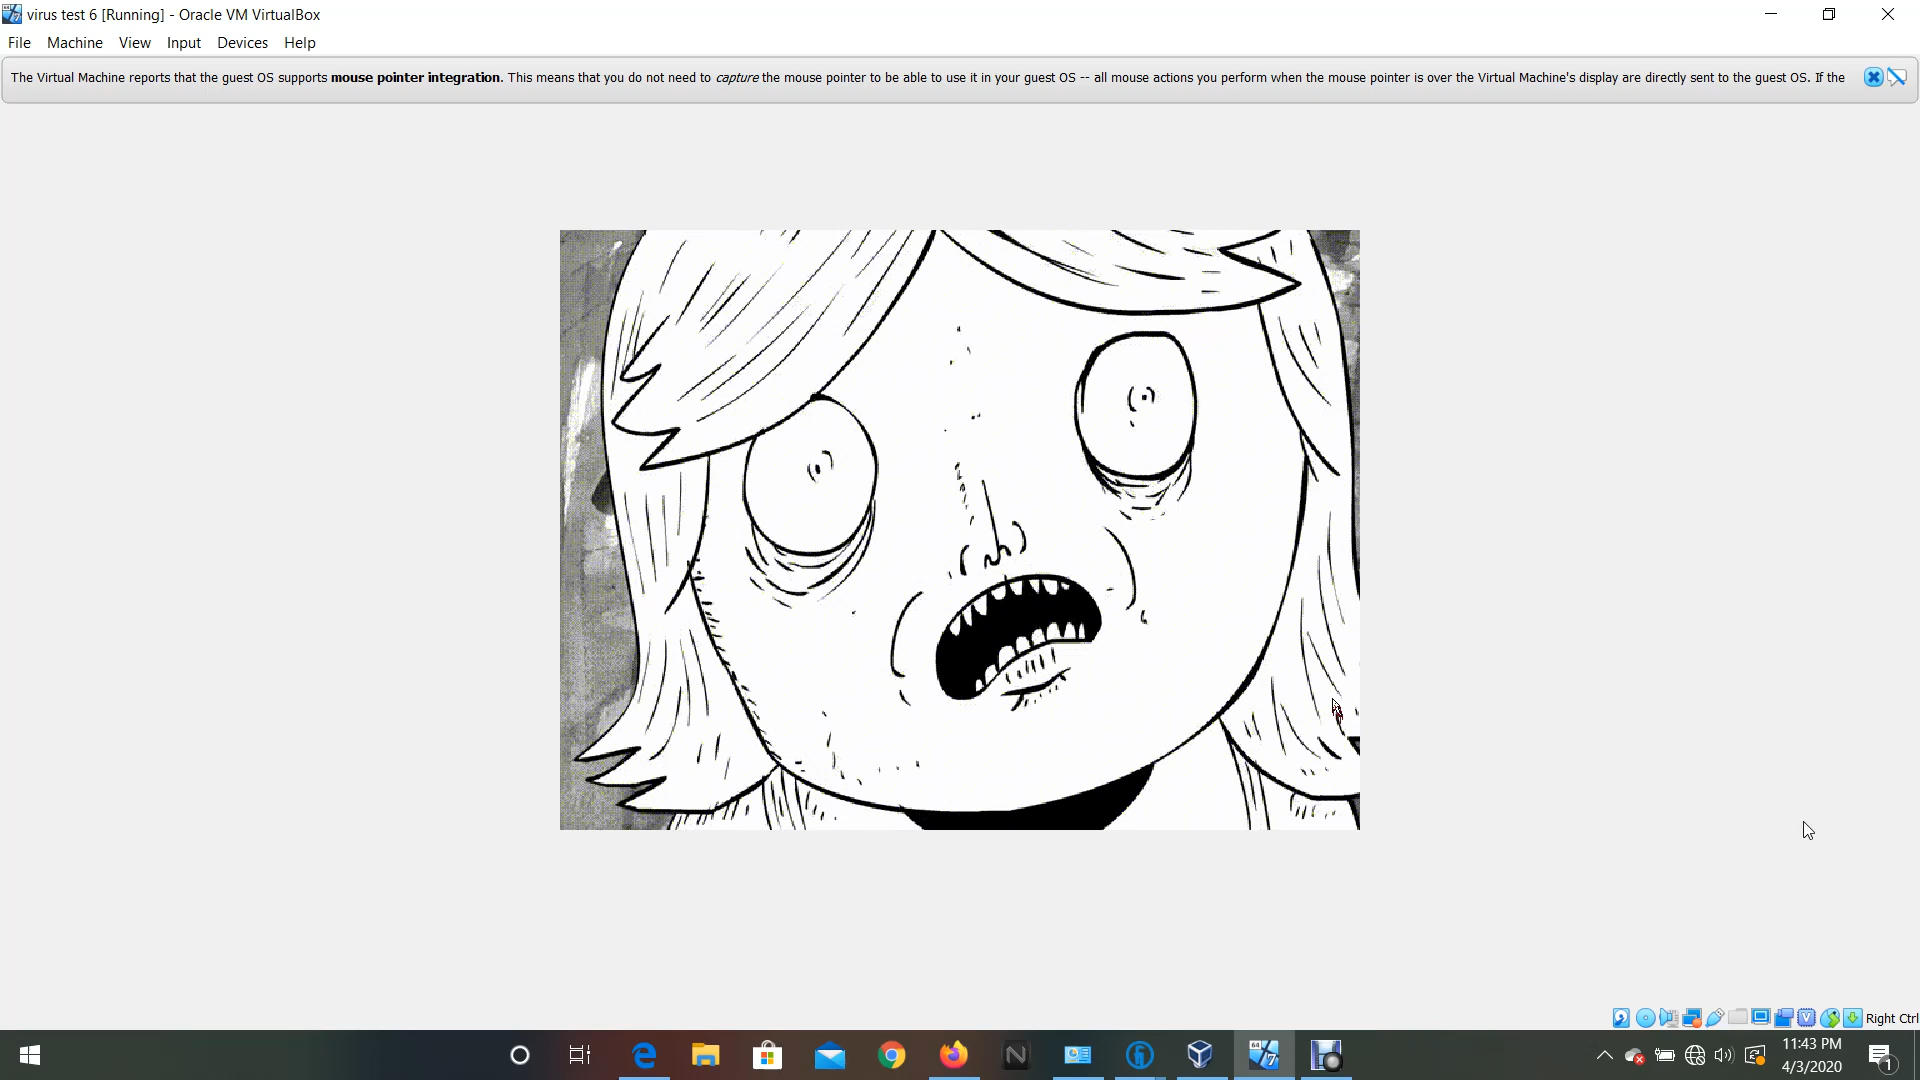 virus test 6 [Running] - Oracle VM VirtualBox
File Machine View Input Devices Help
The Virtual Machine reports that the guest OS supports mouse pointer integration. This means that you do not need to capture the mouse pointer to be able to use it in your guest OS -- all mouse actions you perform when the mouse pointer is over the Virtual Machine's display are directly sent to the guest OS. If the
Right Ctrl
11:43 PM
4/3/2020
1